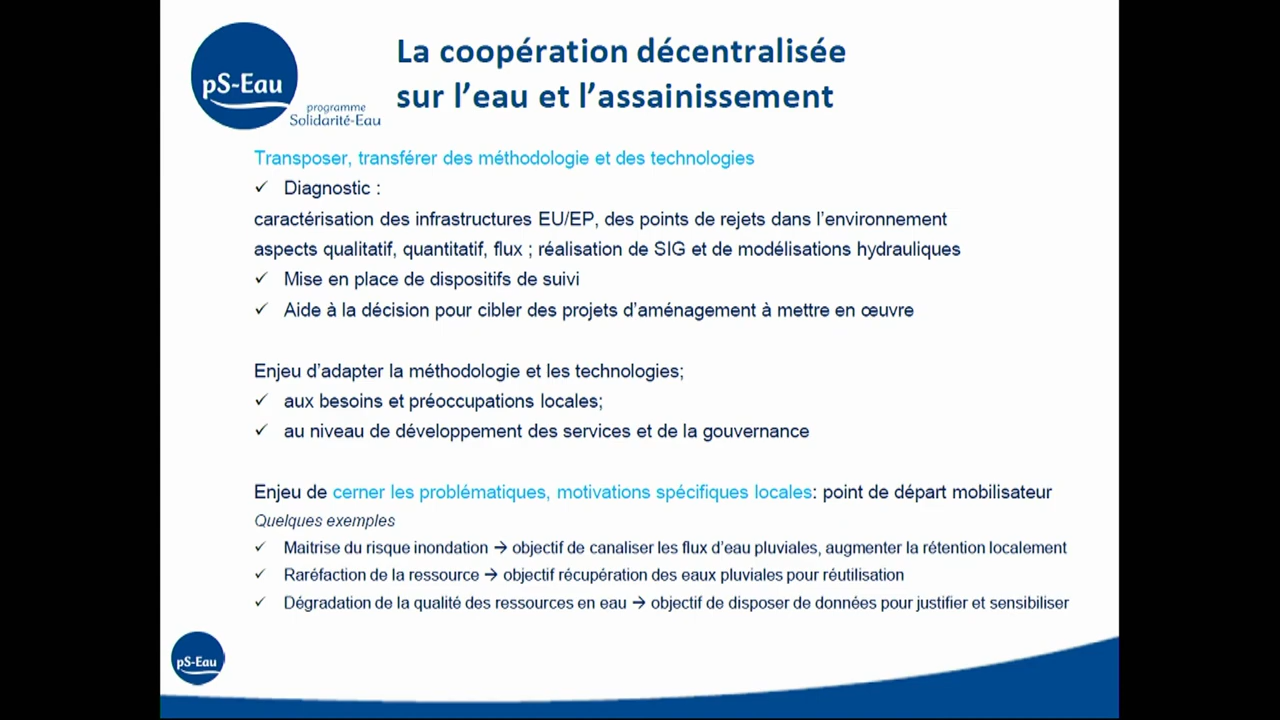 pS-Eau
programme
Solidarité-Eau
La coopération décentralisée
sur l'eau et l'assainissement
Transposer, transférer des méthodologie et des technologies
✓ Diagnostic :
caractérisation des infrastructures EU/EP, des points de rejets dans l'environnement
aspects qualitatif, quantitatif, flux ; réalisation de SIG et de modélisations hydrauliques
✓ Mise en place de dispositifs de suivi
✓ Aide à la décision pour cibler des projets d'aménagement à mettre en œuvre
Enjeu d'adapter la méthodologie et les technologies;
✓ aux besoins et préoccupations locales;
✓ au niveau de développement des services et de la gouvernance
Enjeu de cerner les problématiques, motivations spécifiques locales: point de départ mobilisateur
Quelques exemples
✓ Maitrise du risque inondation → objectif de canaliser les flux d'eau pluviales, augmenter la rétention localement
✓ Raréfaction de la ressource → objectif récupération des eaux pluviales pour réutilisation
✓ Dégradation de la qualité des ressources en eau → objectif de disposer de données pour justifier et sensibiliser
pS-Eau